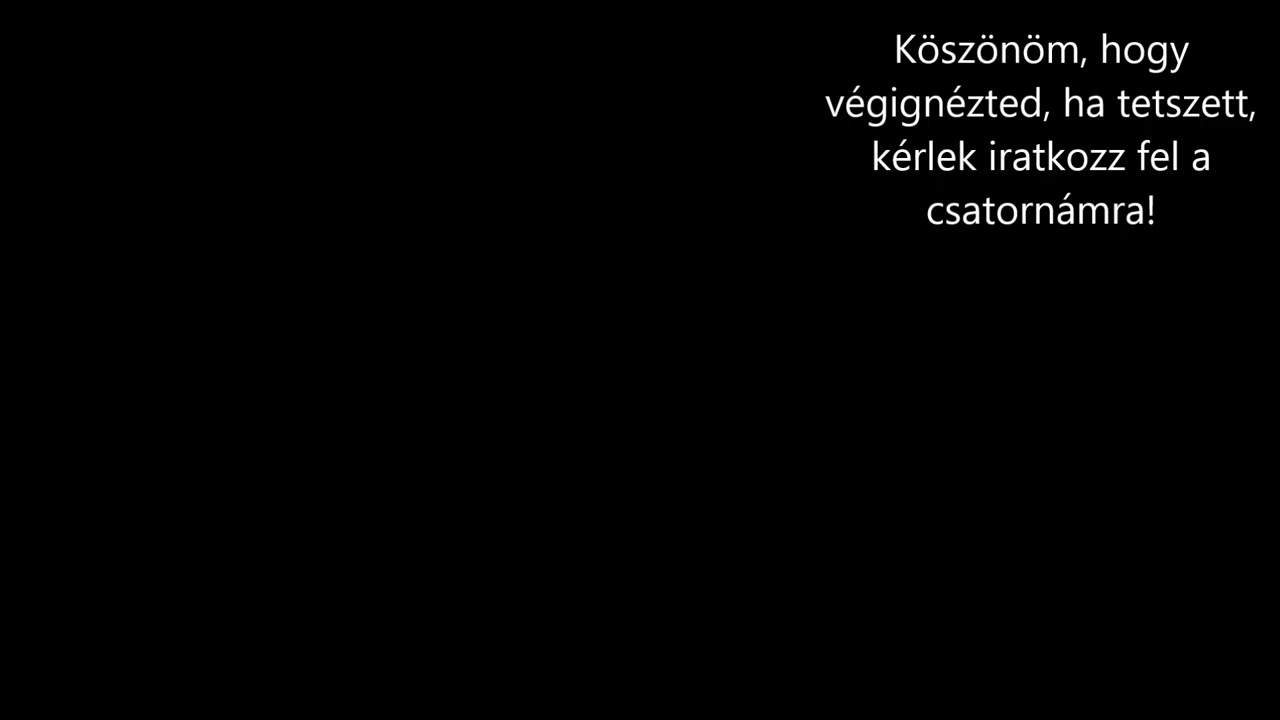 Köszönöm, hogy
végignézted, ha tetszett,
kérlek iratkozz fel a
csatornámra!